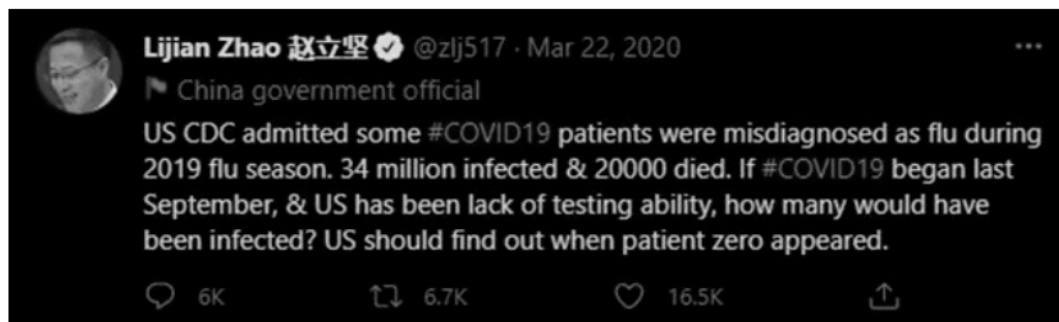 Lijian Zhao 赵立坚 @zlj517 · Mar 22, 2020
China government official
US CDC admitted some #COVID19 patients were misdiagnosed as flu during
2019 flu season. 34 million infected & 20000 died. If #COVID19 began last
September, & US has been lack of testing ability, how many would have
been infected? US should find out when patient zero appeared.
6K 6.7K 16.5K